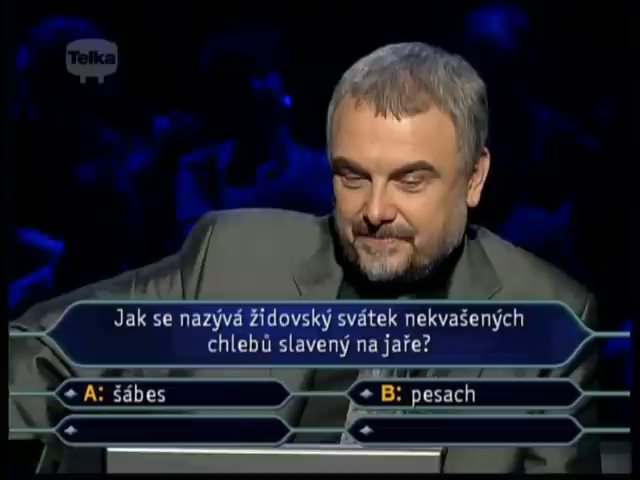 Telka
Jak se nazývá židovský svátek nekvašených
chlebů slavený na jaře?
A: šábes
B: pesach